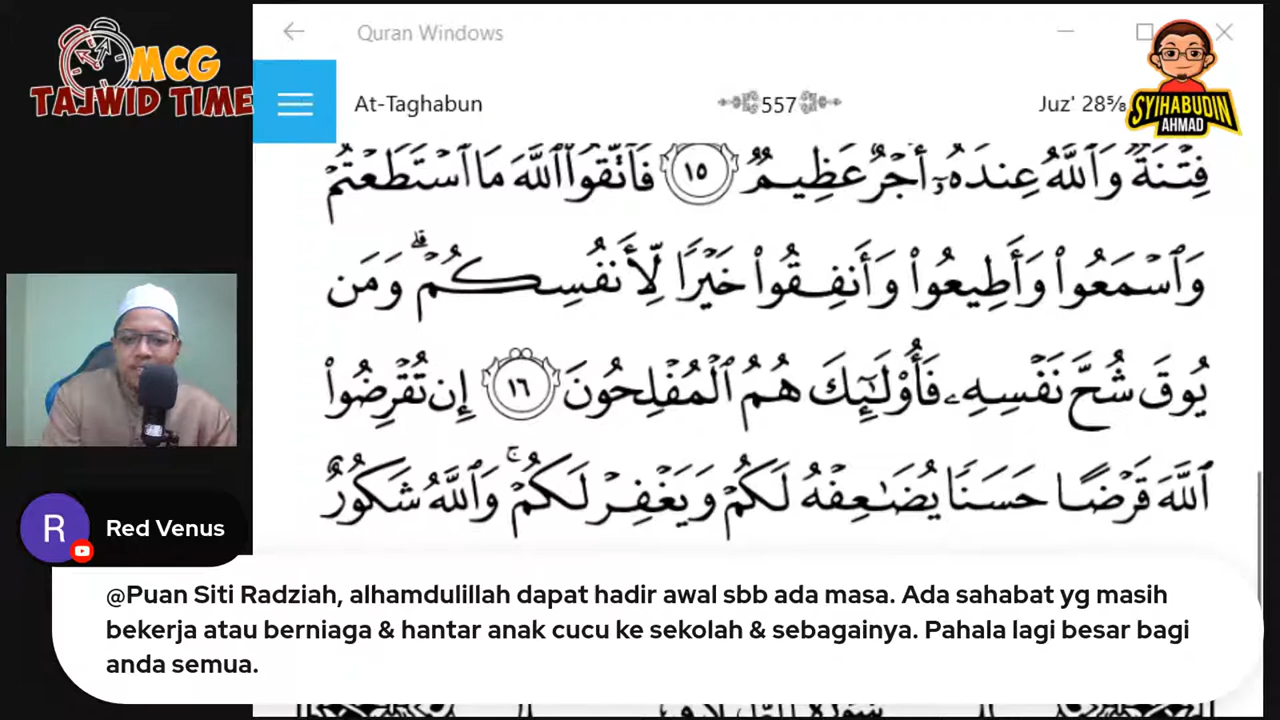 MCG
TAJWID TIME
Quran Windows
SYIHABUDIN
AHMAD
At-Taghabun
557
Juz' 28⅝
فِتْنَةٌ وَٱللَّهُ عِندَهُۥٓ أَجْرٌ عَظِيمٌ ١٥ فَٱتَّقُوا۟ ٱللَّهَ مَا ٱسْتَطَعْتُمْ
وَٱسْمَعُوا۟ وَأَطِيعُوا۟ وَأَنفِقُوا۟ خَيْرًا لِّأَنفُسِكُمْ ۗ وَمَن
يُوقَ شُحَّ نَفْسِهِۦ فَأُو۟لَٰٓئِكَ هُمُ ٱلْمُفْلِحُونَ ١٦ إِن تُقْرِضُوا۟
ٱللَّهَ قَرْضًا حَسَنًا يُضَٰعِفْهُ لَكُمْ وَيَغْفِرْ لَكُمْ ۚ وَٱللَّهُ شَكُورٌ
R
Red Venus
@Puan Siti Radziah, alhamdulillah dapat hadir awal sbb ada masa. Ada sahabat yg masih
bekerja atau berniaga & hantar anak cucu ke sekolah & sebagainya. Pahala lagi besar bagi
anda semua.